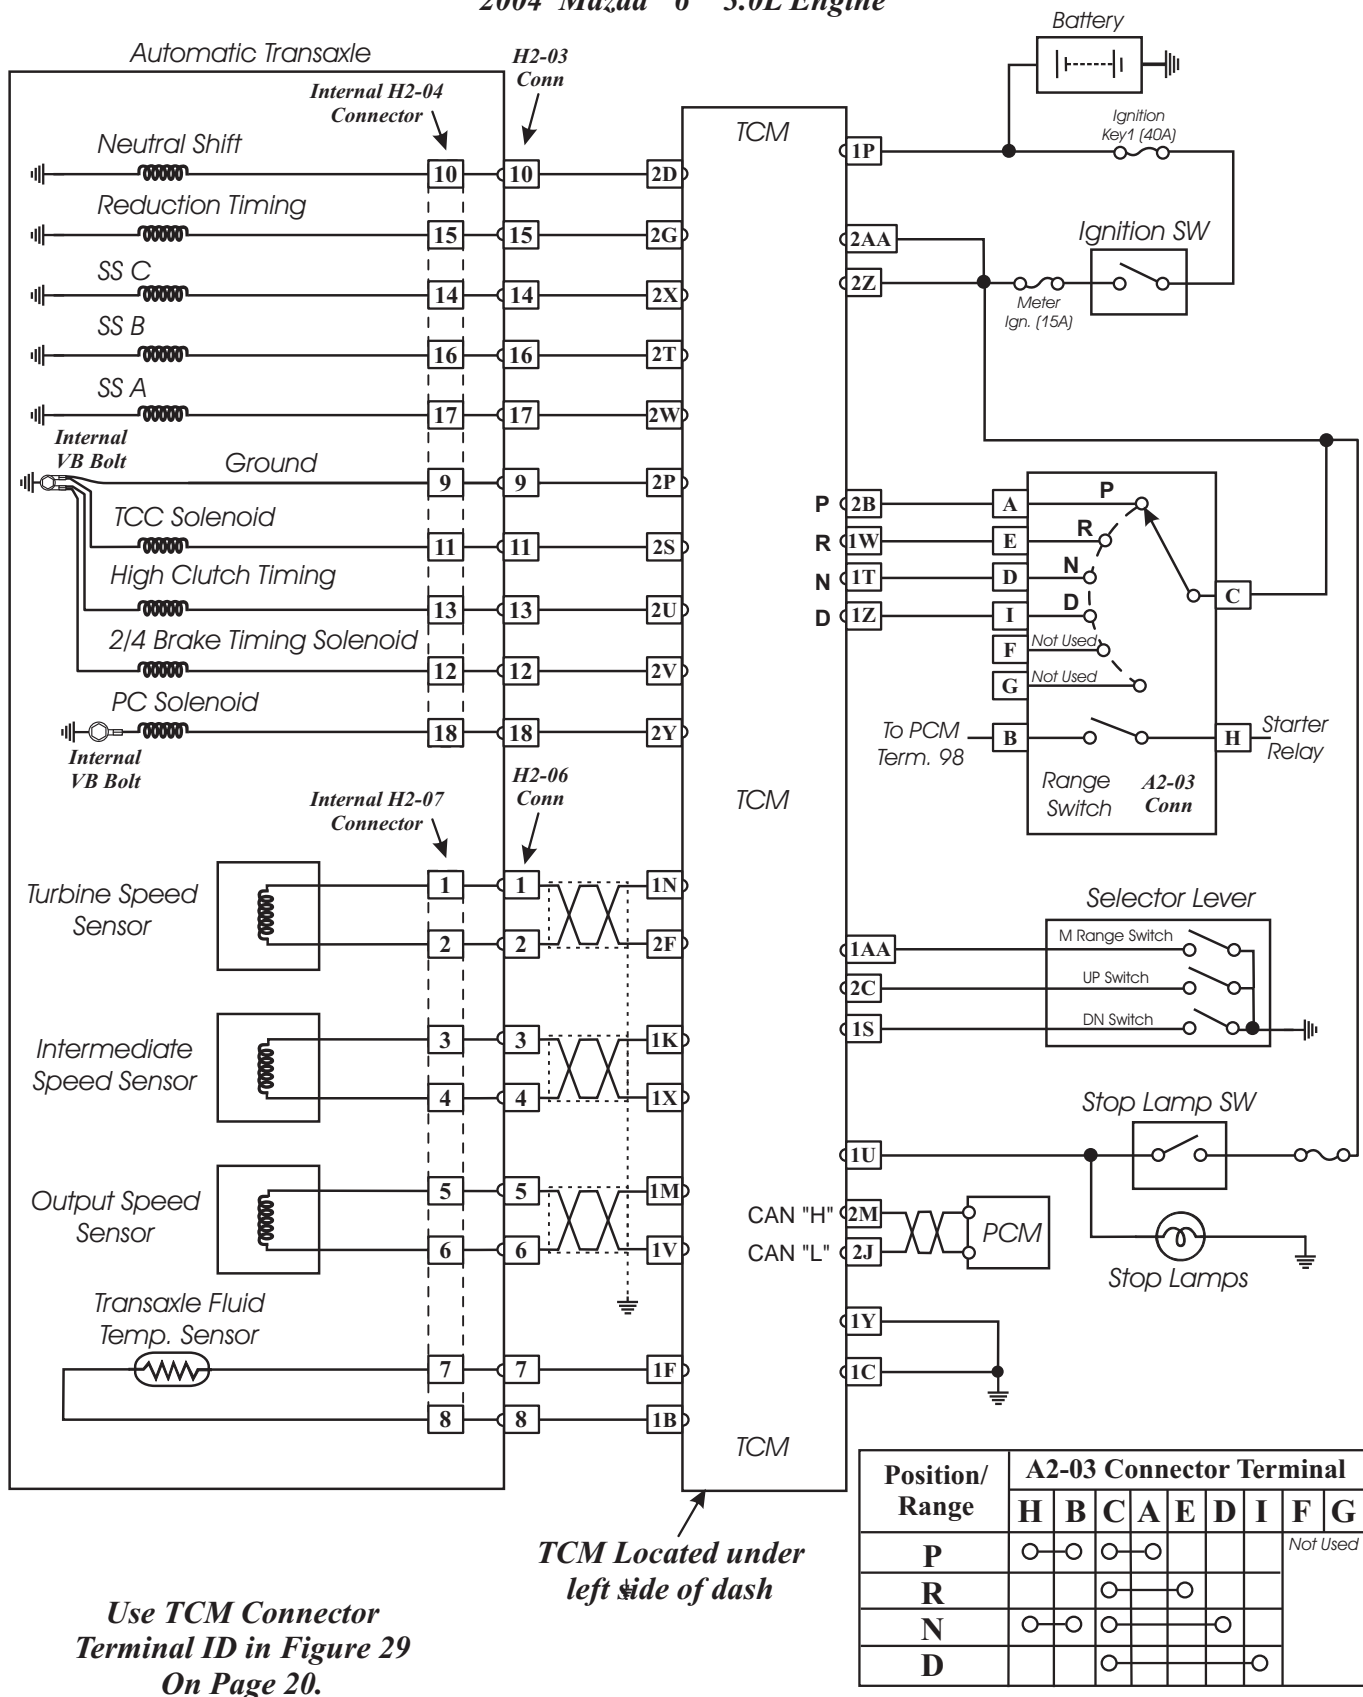 2004 Mazda "6" 3.0L Engine
Automatic Transaxle
Internal H2-04
Connector
H2-03
Conn
Neutral Shift
10 10 2D
Reduction Timing
15 15 2G
SS C
14 14 2X
SS B
16 16 2T
SS A
17 17 2W
Internal
VB Bolt
Ground
9 9 2P
TCC Solenoid
11 11 2S
High Clutch Timing
13 13 2U
2/4 Brake Timing Solenoid
12 12 2V
PC Solenoid
18 18 2Y
Internal
VB Bolt
Internal H2-07
Connector
H2-06
Conn
Turbine Speed
Sensor
1 1 1N
2 2 2F
Intermediate
Speed Sensor
3 3 1K
4 4 1X
Output Speed
Sensor
5 5 1M
6 6 1V
Transaxle Fluid
Temp. Sensor
7 7 1F
8 8 1B
TCM
TCM
TCM
Battery
1P
Ignition
Key1 (40A)
2AA
2Z
Ignition SW
Meter
Ign. (15A)
P 2B A P
R 1W E R
N 1T D N
D 1Z I D
C
F Not Used
G Not Used
To PCM
Term. 98
B H
Starter
Relay
Range
Switch
A2-03
Conn
Selector Lever
1AA M Range Switch
2C UP Switch
1S DN Switch
Stop Lamp SW
1U
CAN "H" 2M
CAN "L" 2J
PCM
Stop Lamps
1Y
1C
TCM Located under
left side of dash
Use TCM Connector
Terminal ID in Figure 29
On Page 20.
Position/
Range
A2-03 Connector Terminal
H B C A E D I F G
P
Not Used
R
N
D